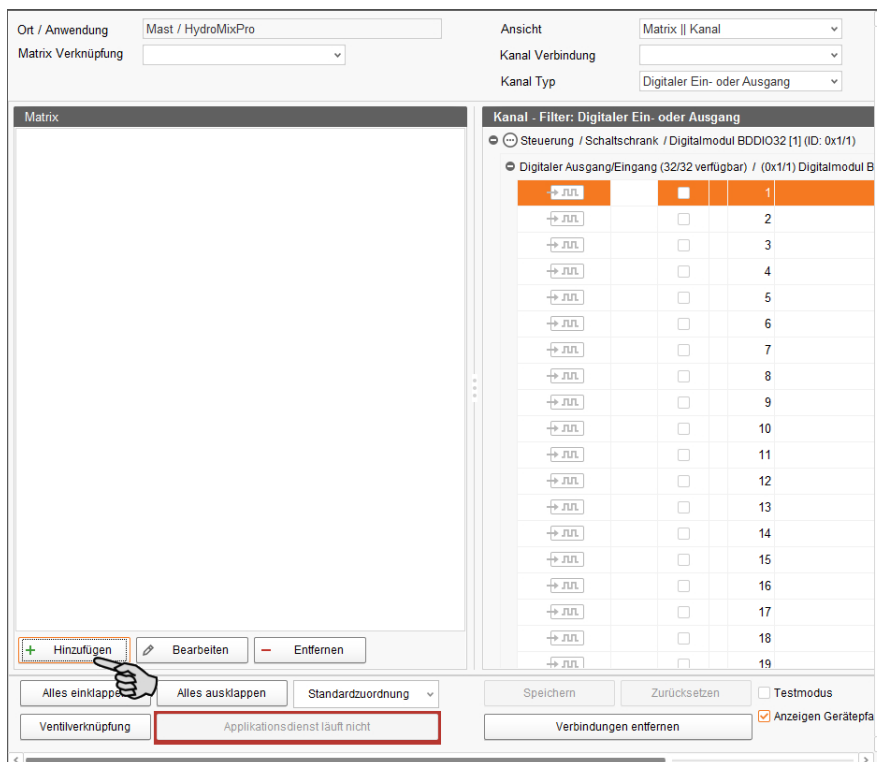 Ort / Anwendung Mast / HydroMixPro Ansicht Matrix || Kanal
Matrix Verknüpfung Kanal Verbindung
Kanal Typ Digitaler Ein- oder Ausgang
Matrix
Kanal - Filter: Digitaler Ein- oder Ausgang
Steuerung / Schaltschrank / Digitalmodul BDDIO32 [1] (ID: 0x1/1)
Digitaler Ausgang/Eingang (32/32 verfügbar) / (0x1/1) Digitalmodul B
1
2
3
4
5
6
7
8
9
10
11
12
13
14
15
16
17
18
19
+ Hinzufügen Bearbeiten − Entfernen
Alles einklappen Alles ausklappen Standardzuordnung Speichern Zurücksetzen Testmodus
Ventilverknüpfung Applikationsdienst läuft nicht Verbindungen entfernen Anzeigen Gerätepfa